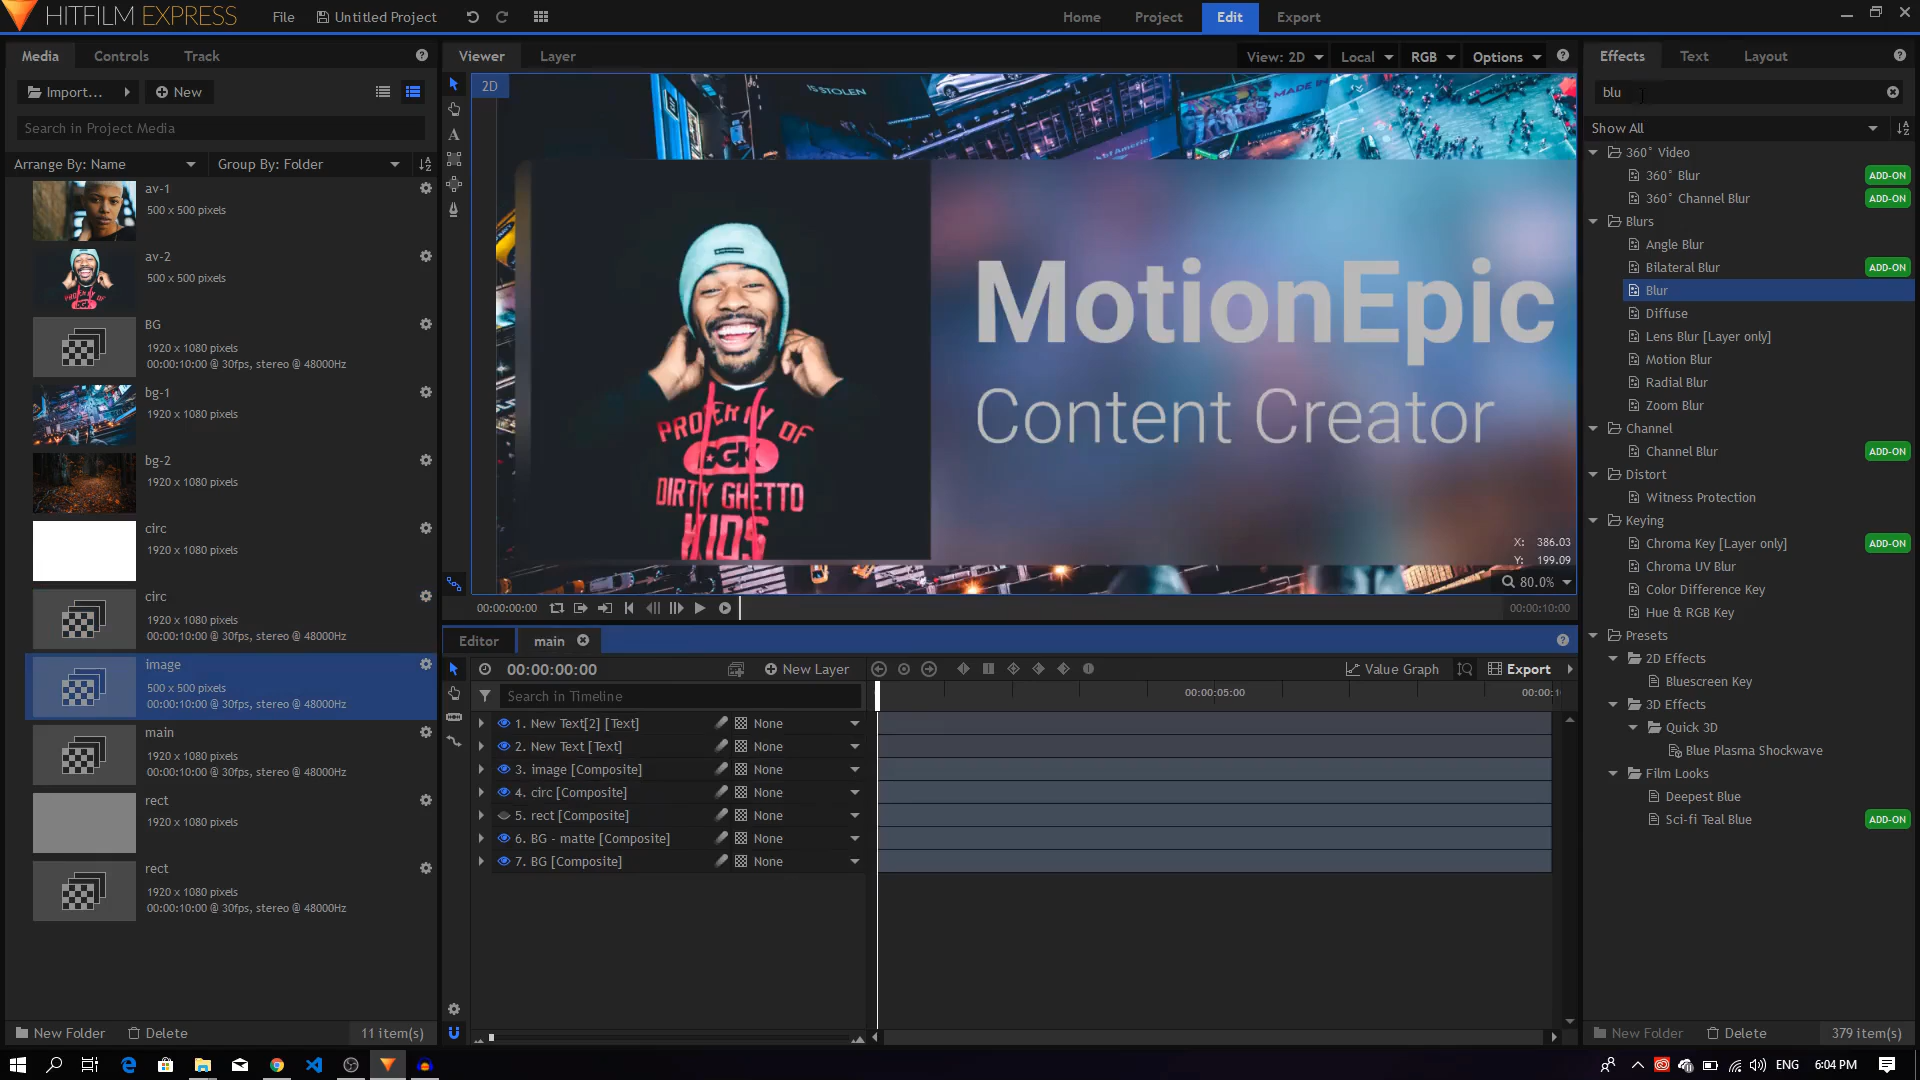 HITFILM EXPRESS
File
Untitled Project
Home
Project
Edit
Export
Media
Controls
Track
Import...
New
Search in Project Media
Arrange By: Name
Group By: Folder
av-1
500 x 500 pixels
av-2
500 x 500 pixels
BG
1920 x 1080 pixels
00:00:10:00 @ 30fps, stereo @ 48000Hz
bg-1
1920 x 1080 pixels
bg-2
1920 x 1080 pixels
circ
1920 x 1080 pixels
circ
1920 x 1080 pixels
00:00:10:00 @ 30fps, stereo @ 48000Hz
image
500 x 500 pixels
00:00:10:00 @ 30fps, stereo @ 48000Hz
main
1920 x 1080 pixels
00:00:10:00 @ 30fps, stereo @ 48000Hz
rect
1920 x 1080 pixels
rect
1920 x 1080 pixels
00:00:10:00 @ 30fps, stereo @ 48000Hz
New Folder
Delete
11 item(s)
Viewer
Layer
View: 2D
Local
RGB
Options
2D
IS STOLEN
MADE IN
of America
PROPERTY OF
DGK
DIRTY GHETTO
KIDS
MotionEpic
Content Creator
X: 386.03
Y: 199.09
80.0%
00:00:00:00
00:00:10:00
Editor
main
00:00:00:00
New Layer
Value Graph
Export
Search in Timeline
00:00:05:00
00:00:1
1. New Text[2] [Text]
None
2. New Text [Text]
None
3. image [Composite]
None
4. circ [Composite]
None
5. rect [Composite]
None
6. BG - matte [Composite]
None
7. BG [Composite]
None
Effects
Text
Layout
blu
Show All
360° Video
360° Blur
ADD-ON
360° Channel Blur
ADD-ON
Blurs
Angle Blur
Bilateral Blur
ADD-ON
Blur
Diffuse
Lens Blur [Layer only]
Motion Blur
Radial Blur
Zoom Blur
Channel
Channel Blur
ADD-ON
Distort
Witness Protection
Keying
Chroma Key [Layer only]
ADD-ON
Chroma UV Blur
Color Difference Key
Hue & RGB Key
Presets
2D Effects
Bluescreen Key
3D Effects
Quick 3D
Blue Plasma Shockwave
Film Looks
Deepest Blue
Sci-fi Teal Blue
ADD-ON
New Folder
Delete
379 item(s)
ENG
6:04 PM